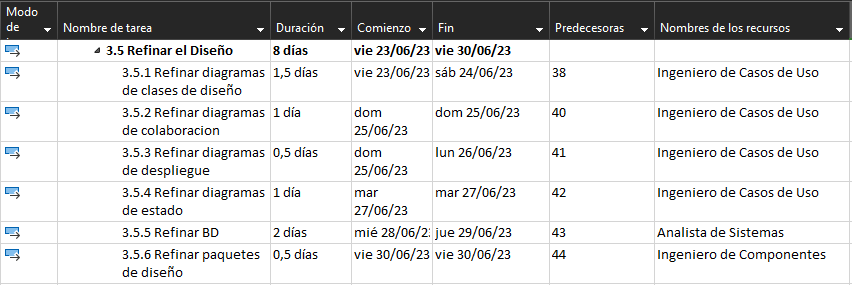 Modo
de
Nombre de tarea
Duración
Comienzo
Fin
Predecesoras
Nombres de los recursos
3.5 Refinar el Diseño 8 días vie 23/06/23 vie 30/06/23
3.5.1 Refinar diagramas
de clases de diseño
1,5 días
vie 23/06/23
sáb 24/06/23
38
Ingeniero de Casos de Uso
3.5.2 Refinar diagramas
de colaboracion
1 día
dom
25/06/23
dom 25/06/23
40
Ingeniero de Casos de Uso
3.5.3 Refinar diagramas
de despliegue
0,5 días
dom
25/06/23
lun 26/06/23
41
Ingeniero de Casos de Uso
3.5.4 Refinar diagramas
de estado
1 día
mar
27/06/23
mar 27/06/23
42
Ingeniero de Casos de Uso
3.5.5 Refinar BD
2 días
mié 28/06/2
jue 29/06/23
43
Analista de Sistemas
3.5.6 Refinar paquetes
de diseño
0,5 días
vie 30/06/23
vie 30/06/23
44
Ingeniero de Componentes